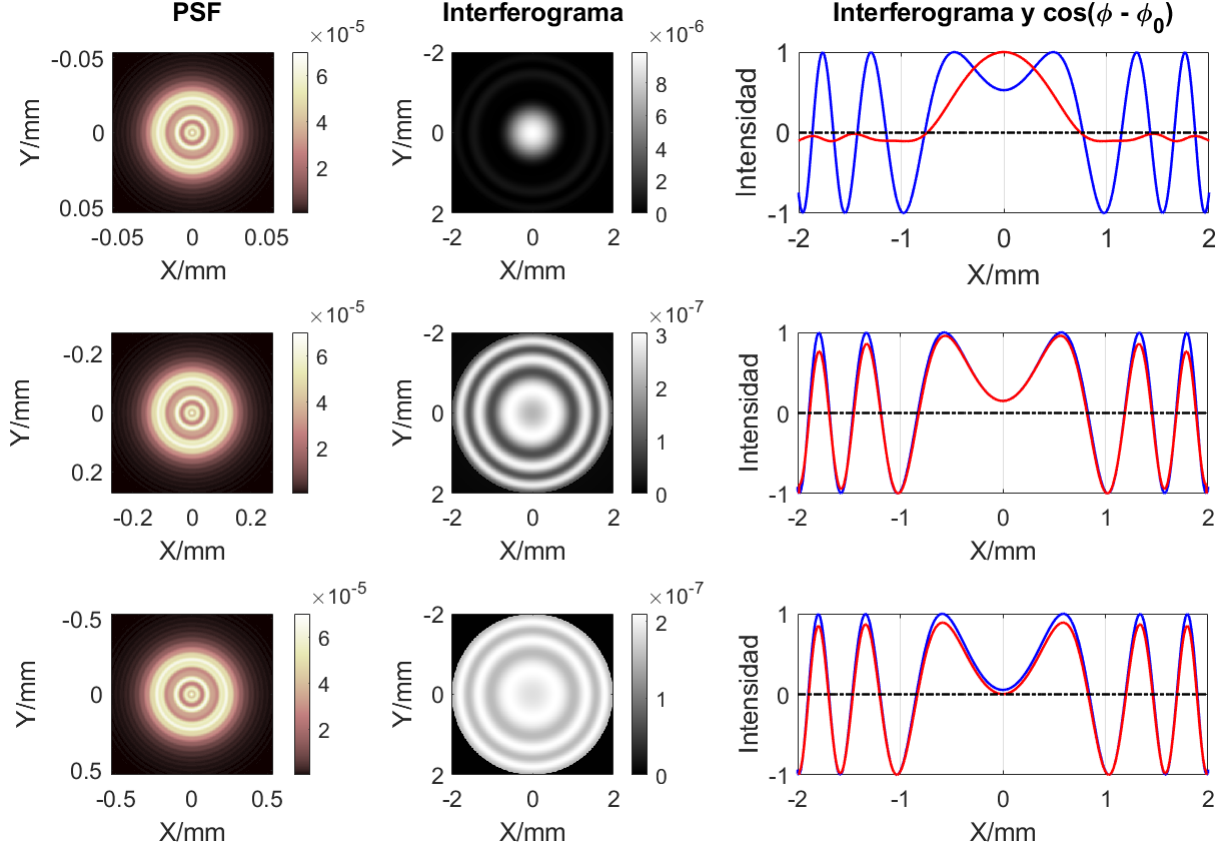 PSF
Interferograma
Interferograma y cos(ϕ - ϕ₀)
×10⁻⁵
×10⁻⁶
-0.05
0
0.05
Y/mm
-0.05 0 0.05
X/mm
6
4
2
-2
0
2
Y/mm
-2 0 2
X/mm
8
6
4
2
0
1
0
-1
Intensidad
-2 -1 0 1 2
X/mm
×10⁻⁵
×10⁻⁷
-0.2
0
0.2
Y/mm
-0.2 0 0.2
X/mm
6
4
2
-2
0
2
Y/mm
-2 0 2
X/mm
3
2
1
0
1
0
-1
Intensidad
-2 -1 0 1 2
X/mm
×10⁻⁵
×10⁻⁷
-0.5
0
0.5
Y/mm
-0.5 0 0.5
X/mm
6
4
2
-2
0
2
Y/mm
-2 0 2
X/mm
2
1
0
1
0
-1
Intensidad
-2 -1 0 1 2
X/mm